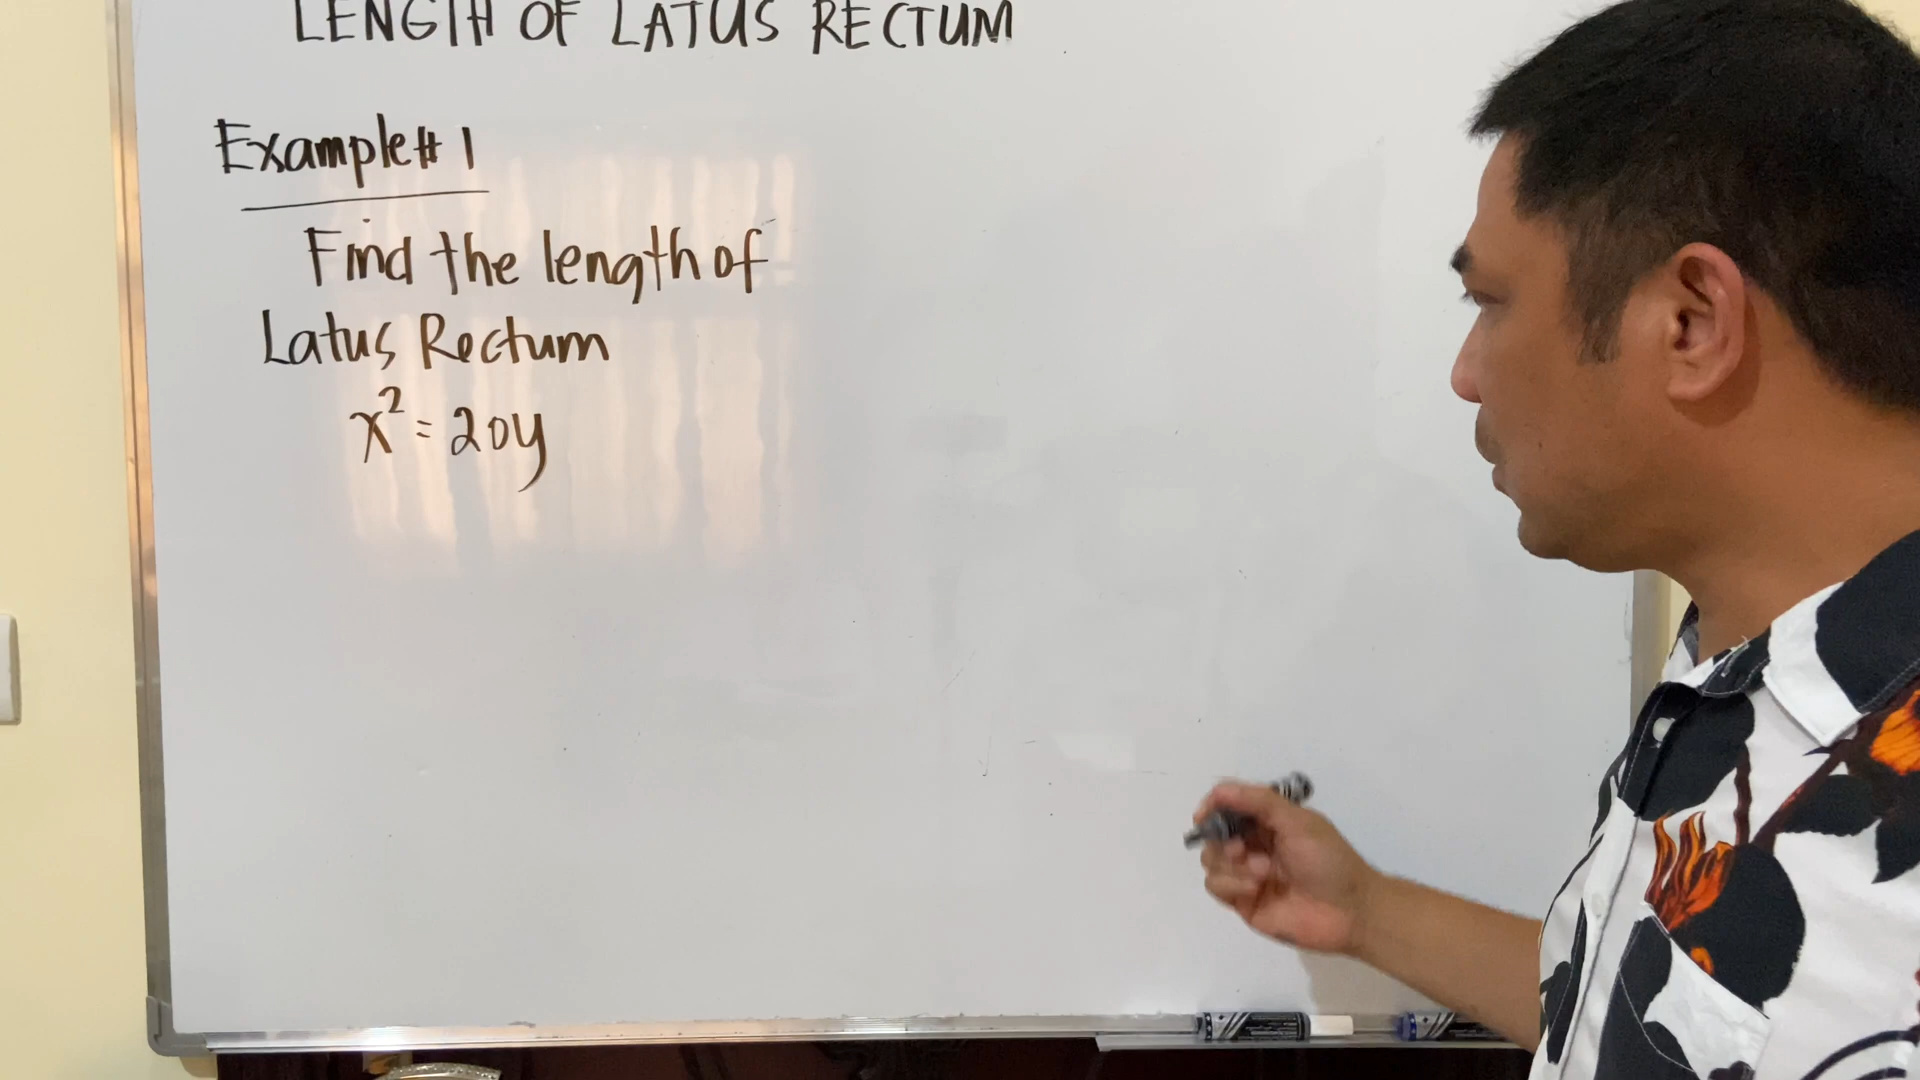 LENGTH OF LATUS RECTUM
Example# 1
Find the length of
Latus Rectum
x² = 20y